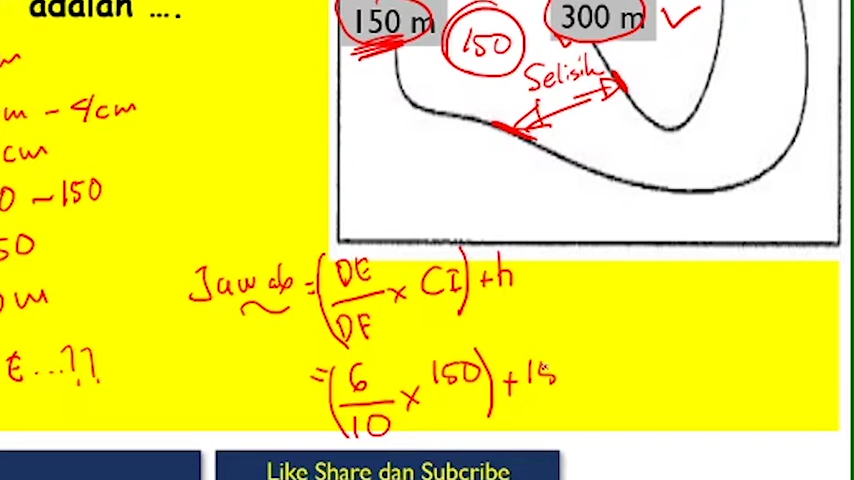 adalah ....
150 m
150
300 m
Selisih
m
m - 4cm
cm
0 - 150
50
0m
E...??
Jawab = (DE/DF × CI) + h
= (6/10 × 150) + 15
Like Share dan Subcribe